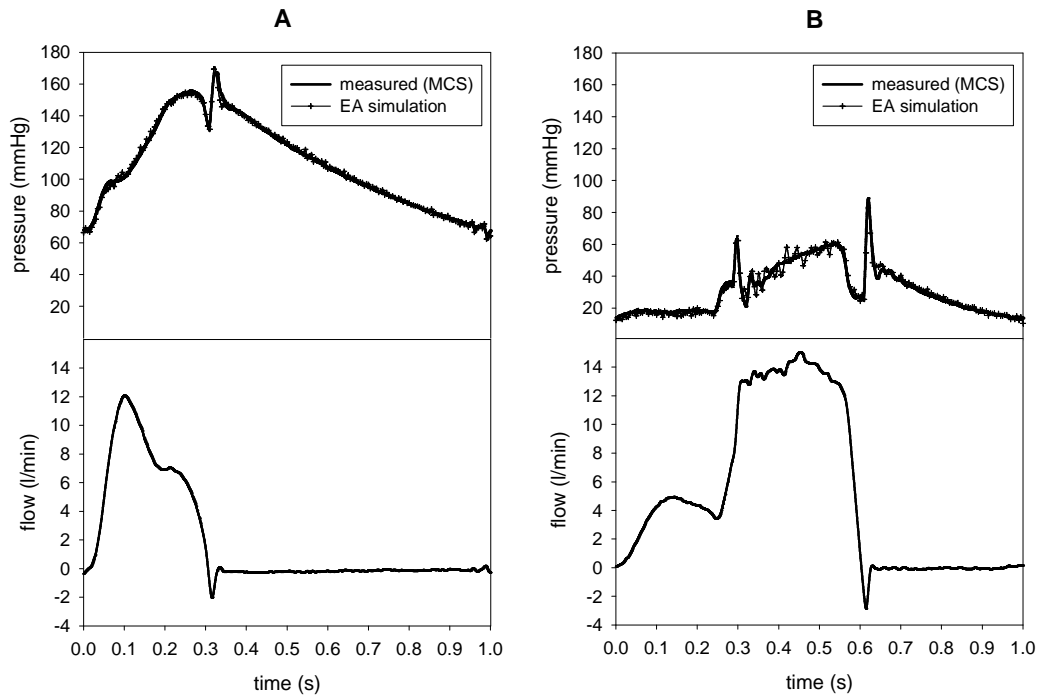 A
pressure (mmHg)
180
160
140
120
100
80
60
40
20
measured (MCS)
EA simulation
flow (l/min)
14
12
10
8
6
4
2
0
-2
-4
0.0 0.1 0.2 0.3 0.4 0.5 0.6 0.7 0.8 0.9 1.0
time (s)
B
pressure (mmHg)
180
160
140
120
100
80
60
40
20
measured (MCS)
EA simulation
flow (l/min)
14
12
10
8
6
4
2
0
-2
-4
0.0 0.1 0.2 0.3 0.4 0.5 0.6 0.7 0.8 0.9 1.0
time (s)